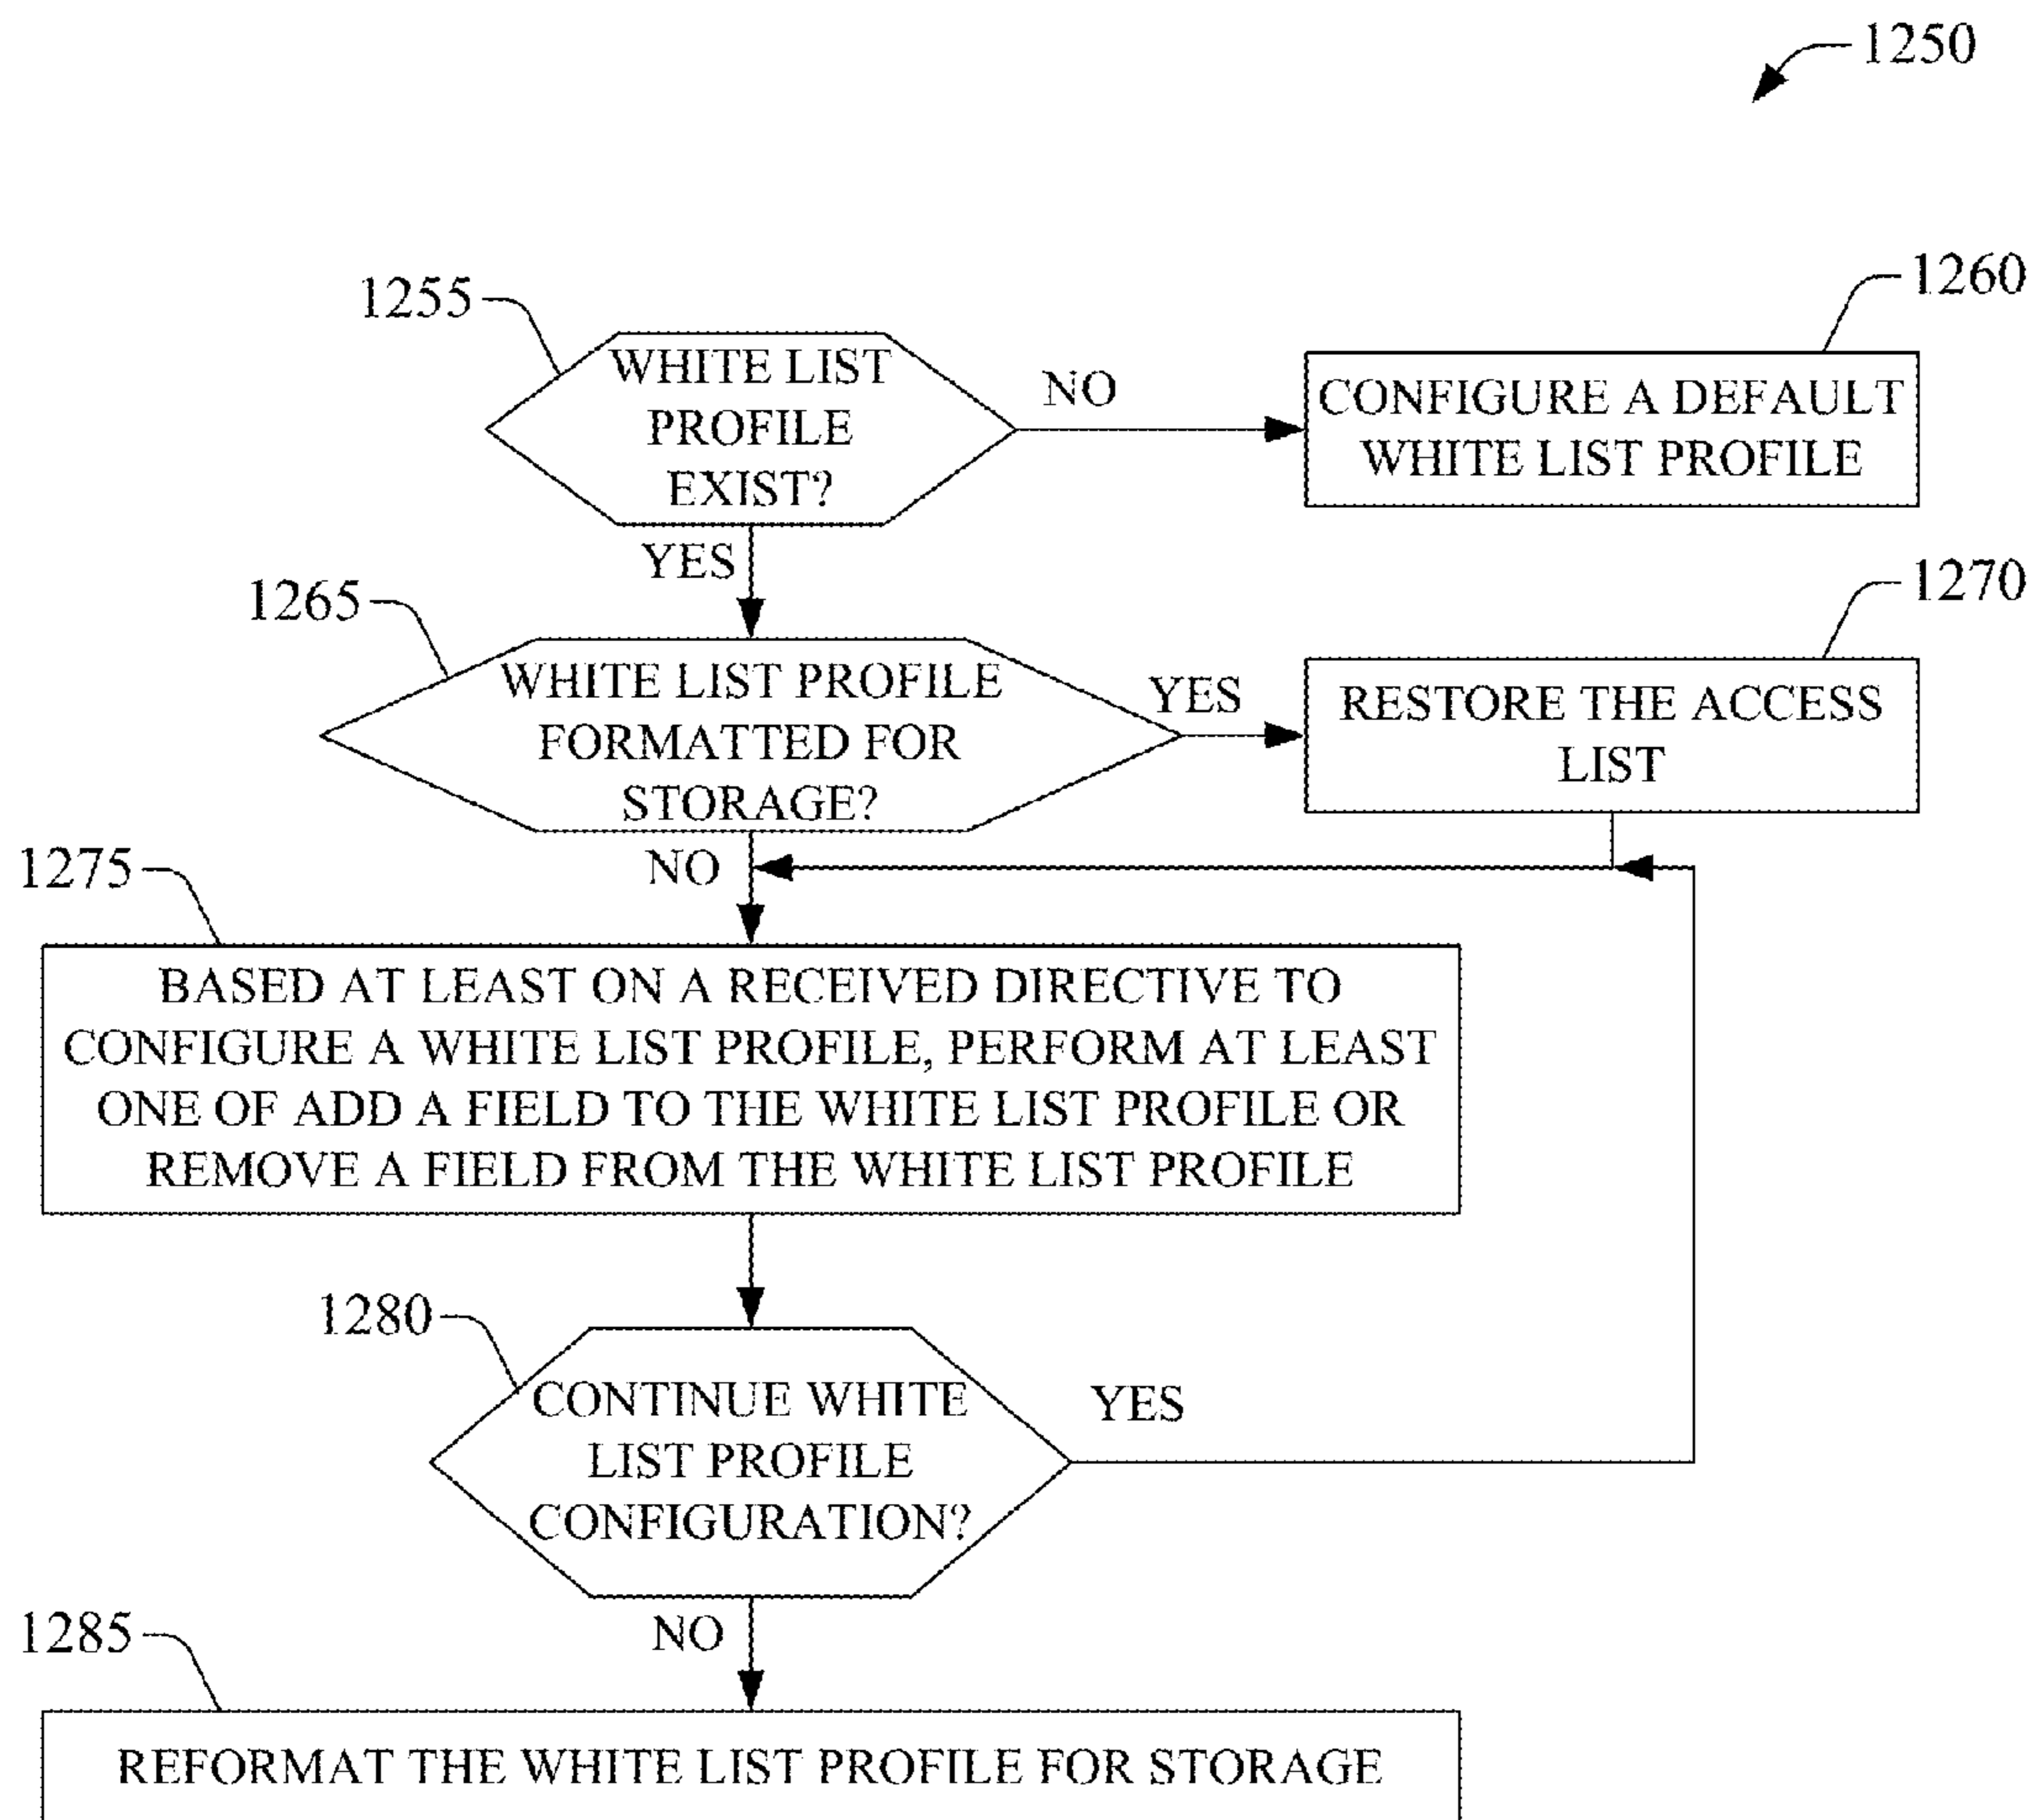 1250
1255
WHITE LIST
PROFILE
EXIST?
NO
1260
CONFIGURE A DEFAULT
WHITE LIST PROFILE
YES
1265
WHITE LIST PROFILE
FORMATTED FOR
STORAGE?
YES
1270
RESTORE THE ACCESS
LIST
NO
1275
BASED AT LEAST ON A RECEIVED DIRECTIVE TO
CONFIGURE A WHITE LIST PROFILE, PERFORM AT LEAST
ONE OF ADD A FIELD TO THE WHITE LIST PROFILE OR
REMOVE A FIELD FROM THE WHITE LIST PROFILE
1280
CONTINUE WHITE
LIST PROFILE
CONFIGURATION?
YES
NO
1285
REFORMAT THE WHITE LIST PROFILE FOR STORAGE